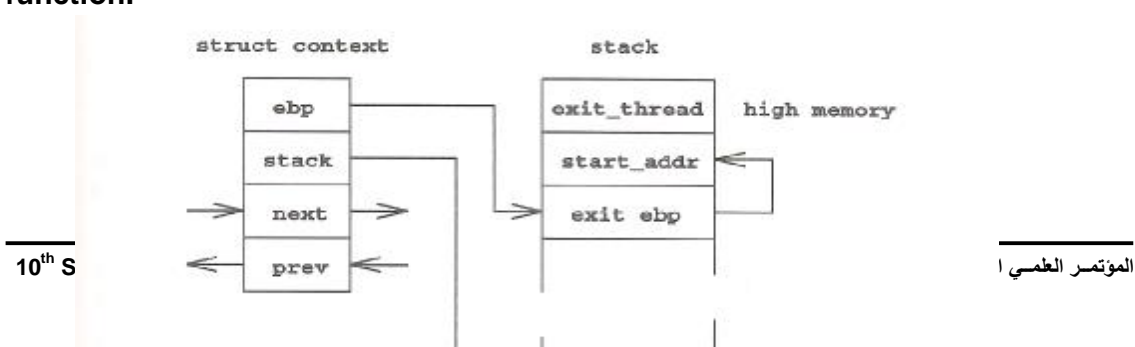 function.
struct context
stack
ebp
exit_thread
high memory
stack
start_addr
next
exit ebp
prev
10th S
المؤتمـر العلمـي ا